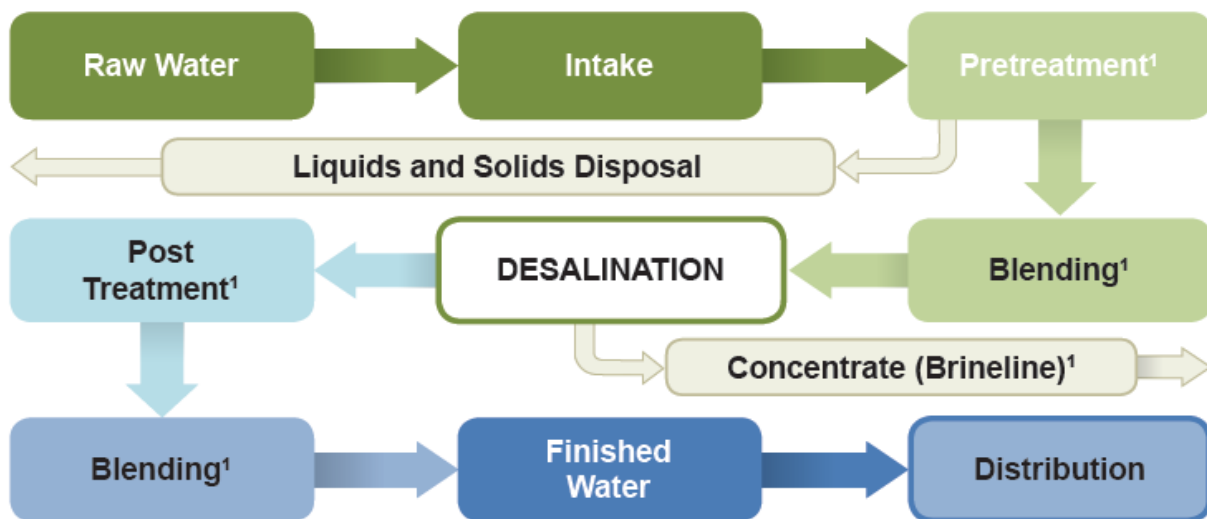 Raw Water
Intake
Pretreatment¹
Liquids and Solids Disposal
Post
Treatment¹
DESALINATION
Blending¹
Concentrate (Brineline)¹
Blending¹
Finished
Water
Distribution